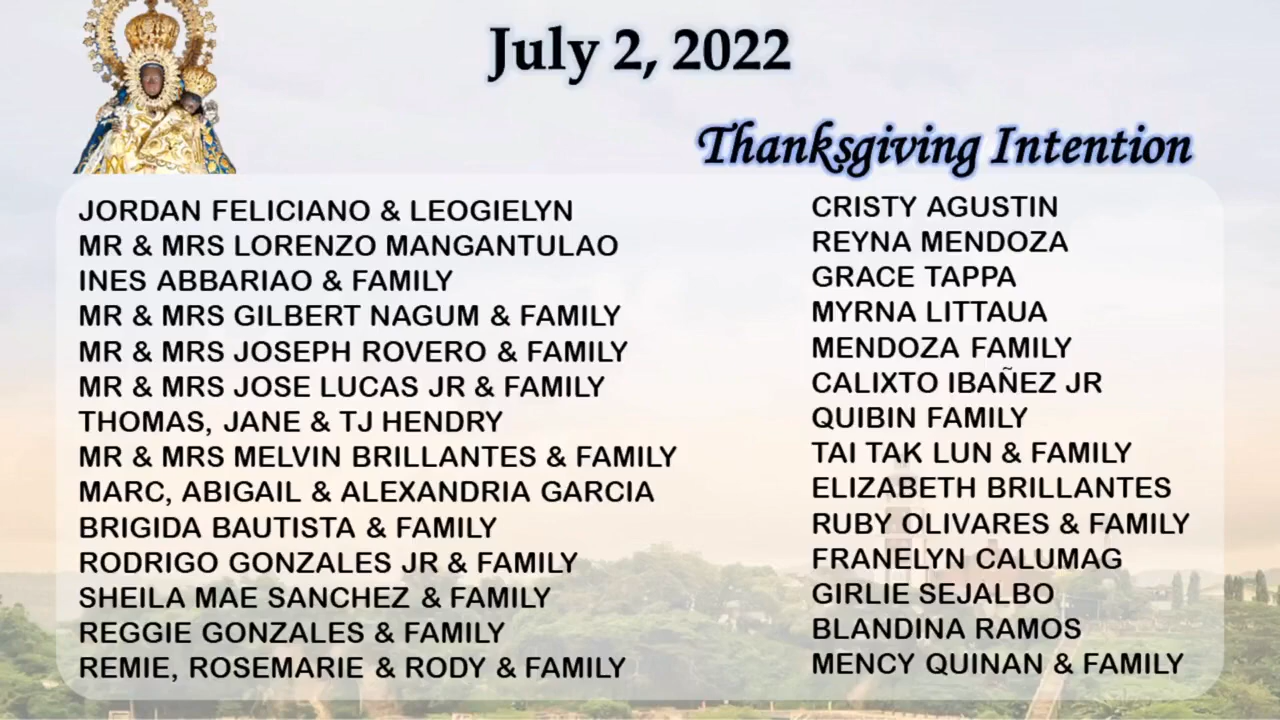 July 2, 2022
Thanksgiving Intention
JORDAN FELICIANO & LEOGIELYN
MR & MRS LORENZO MANGANTULAO
INES ABBARIAO & FAMILY
MR & MRS GILBERT NAGUM & FAMILY
MR & MRS JOSEPH ROVERO & FAMILY
MR & MRS JOSE LUCAS JR & FAMILY
THOMAS, JANE & TJ HENDRY
MR & MRS MELVIN BRILLANTES & FAMILY
MARC, ABIGAIL & ALEXANDRIA GARCIA
BRIGIDA BAUTISTA & FAMILY
RODRIGO GONZALES JR & FAMILY
SHEILA MAE SANCHEZ & FAMILY
REGGIE GONZALES & FAMILY
REMIE, ROSEMARIE & RODY & FAMILY
CRISTY AGUSTIN
REYNA MENDOZA
GRACE TAPPA
MYRNA LITTAUA
MENDOZA FAMILY
CALIXTO IBAÑEZ JR
QUIBIN FAMILY
TAI TAK LUN & FAMILY
ELIZABETH BRILLANTES
RUBY OLIVARES & FAMILY
FRANELYN CALUMAG
GIRLIE SEJALBO
BLANDINA RAMOS
MENCY QUINAN & FAMILY